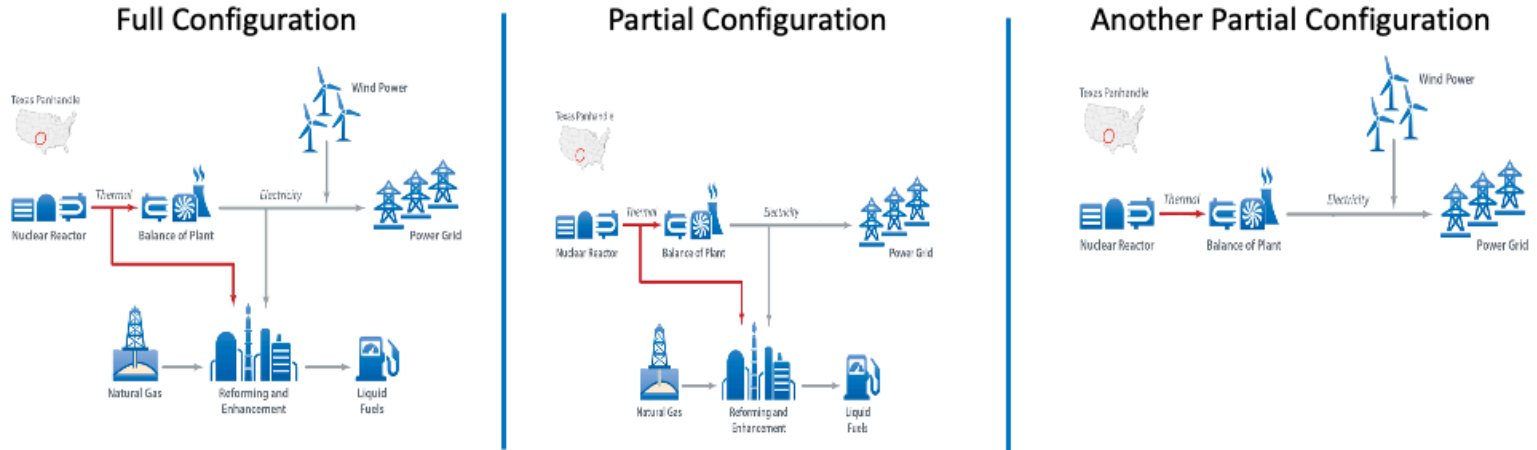 Full Configuration
Texas Panhandle
Wind Power
Thermal
Electricity
Nuclear Reactor
Balance of Plant
Power Grid
Natural Gas
Reforming and
Enhancement
Liquid
Fuels
Partial Configuration
Texas Panhandle
Thermal
Electricity
Nuclear Reactor
Balance of Plant
Power Grid
Natural Gas
Reforming and
Enhancement
Liquid
Fuels
Another Partial Configuration
Texas Panhandle
Wind Power
Thermal
Electricity
Nuclear Reactor
Balance of Plant
Power Grid